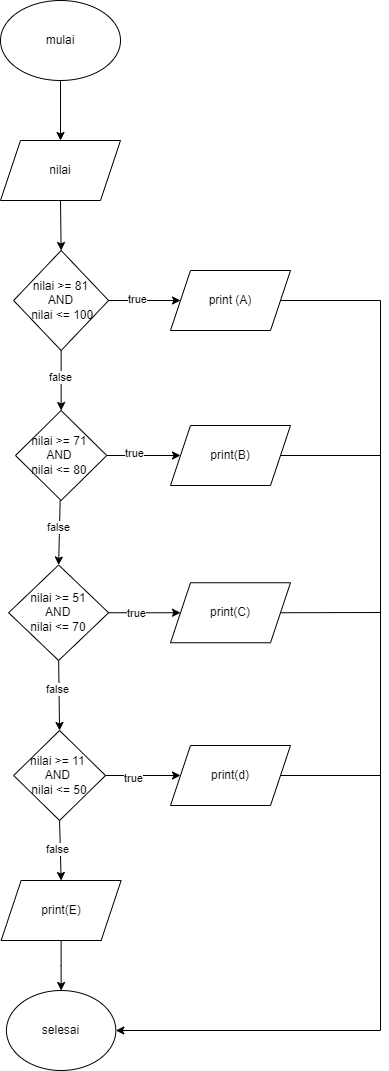 mulai
nilai
nilai >= 81
AND
nilai <= 100
true
print (A)
false
nilai >= 71
AND
nilai <= 80
true
print(B)
false
nilai >= 51
AND
nilai <= 70
true
print(C)
false
nilai >= 11
AND
nilai <= 50
true
print(d)
false
print(E)
selesai